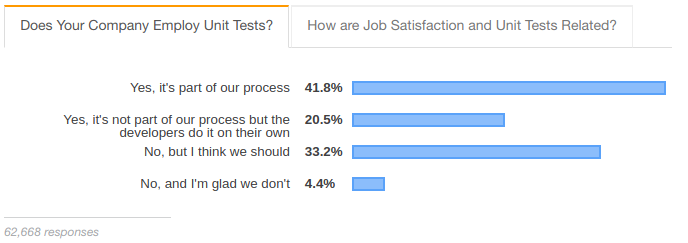 Does Your Company Employ Unit Tests?
How are Job Satisfaction and Unit Tests Related?
Yes, it's part of our process 41.8%
Yes, it's not part of our process but the 20.5%
developers do it on their own
No, but I think we should 33.2%
No, and I'm glad we don't 4.4%
62,668 responses